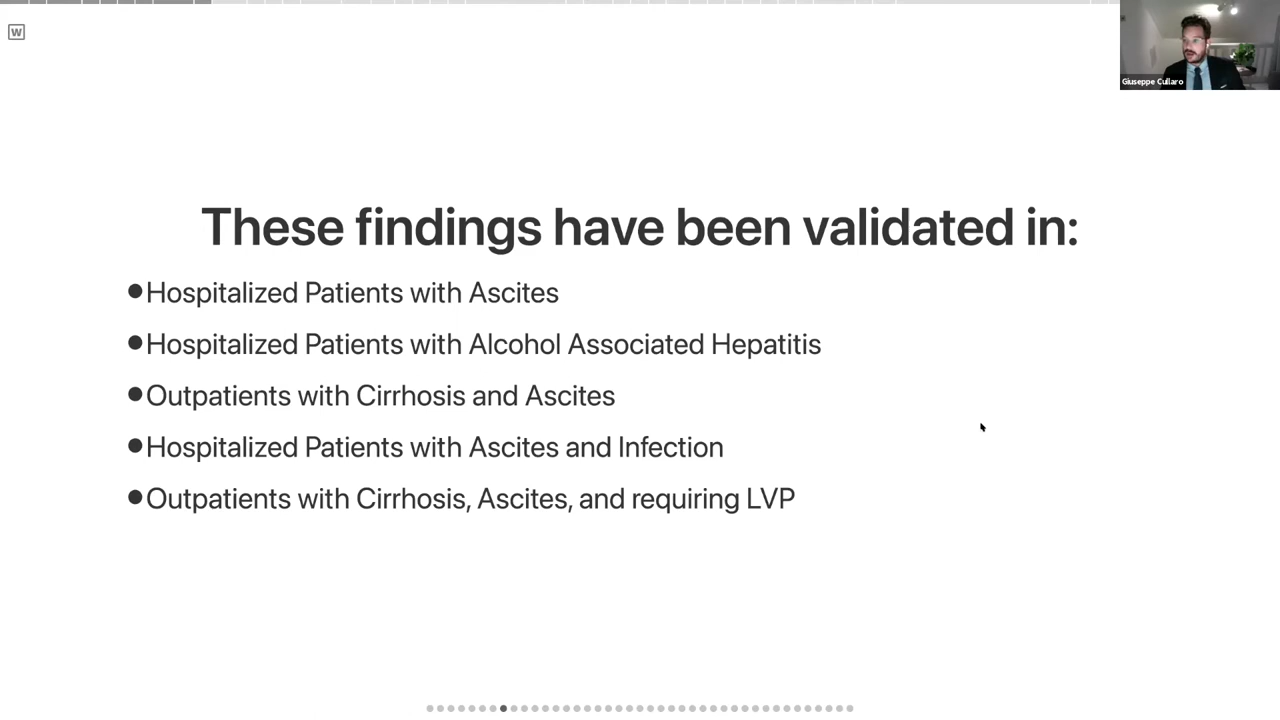 W
Giuseppe Cullaro
These findings have been validated in:
●Hospitalized Patients with Ascites
●Hospitalized Patients with Alcohol Associated Hepatitis
●Outpatients with Cirrhosis and Ascites
●Hospitalized Patients with Ascites and Infection
●Outpatients with Cirrhosis, Ascites, and requiring LVP